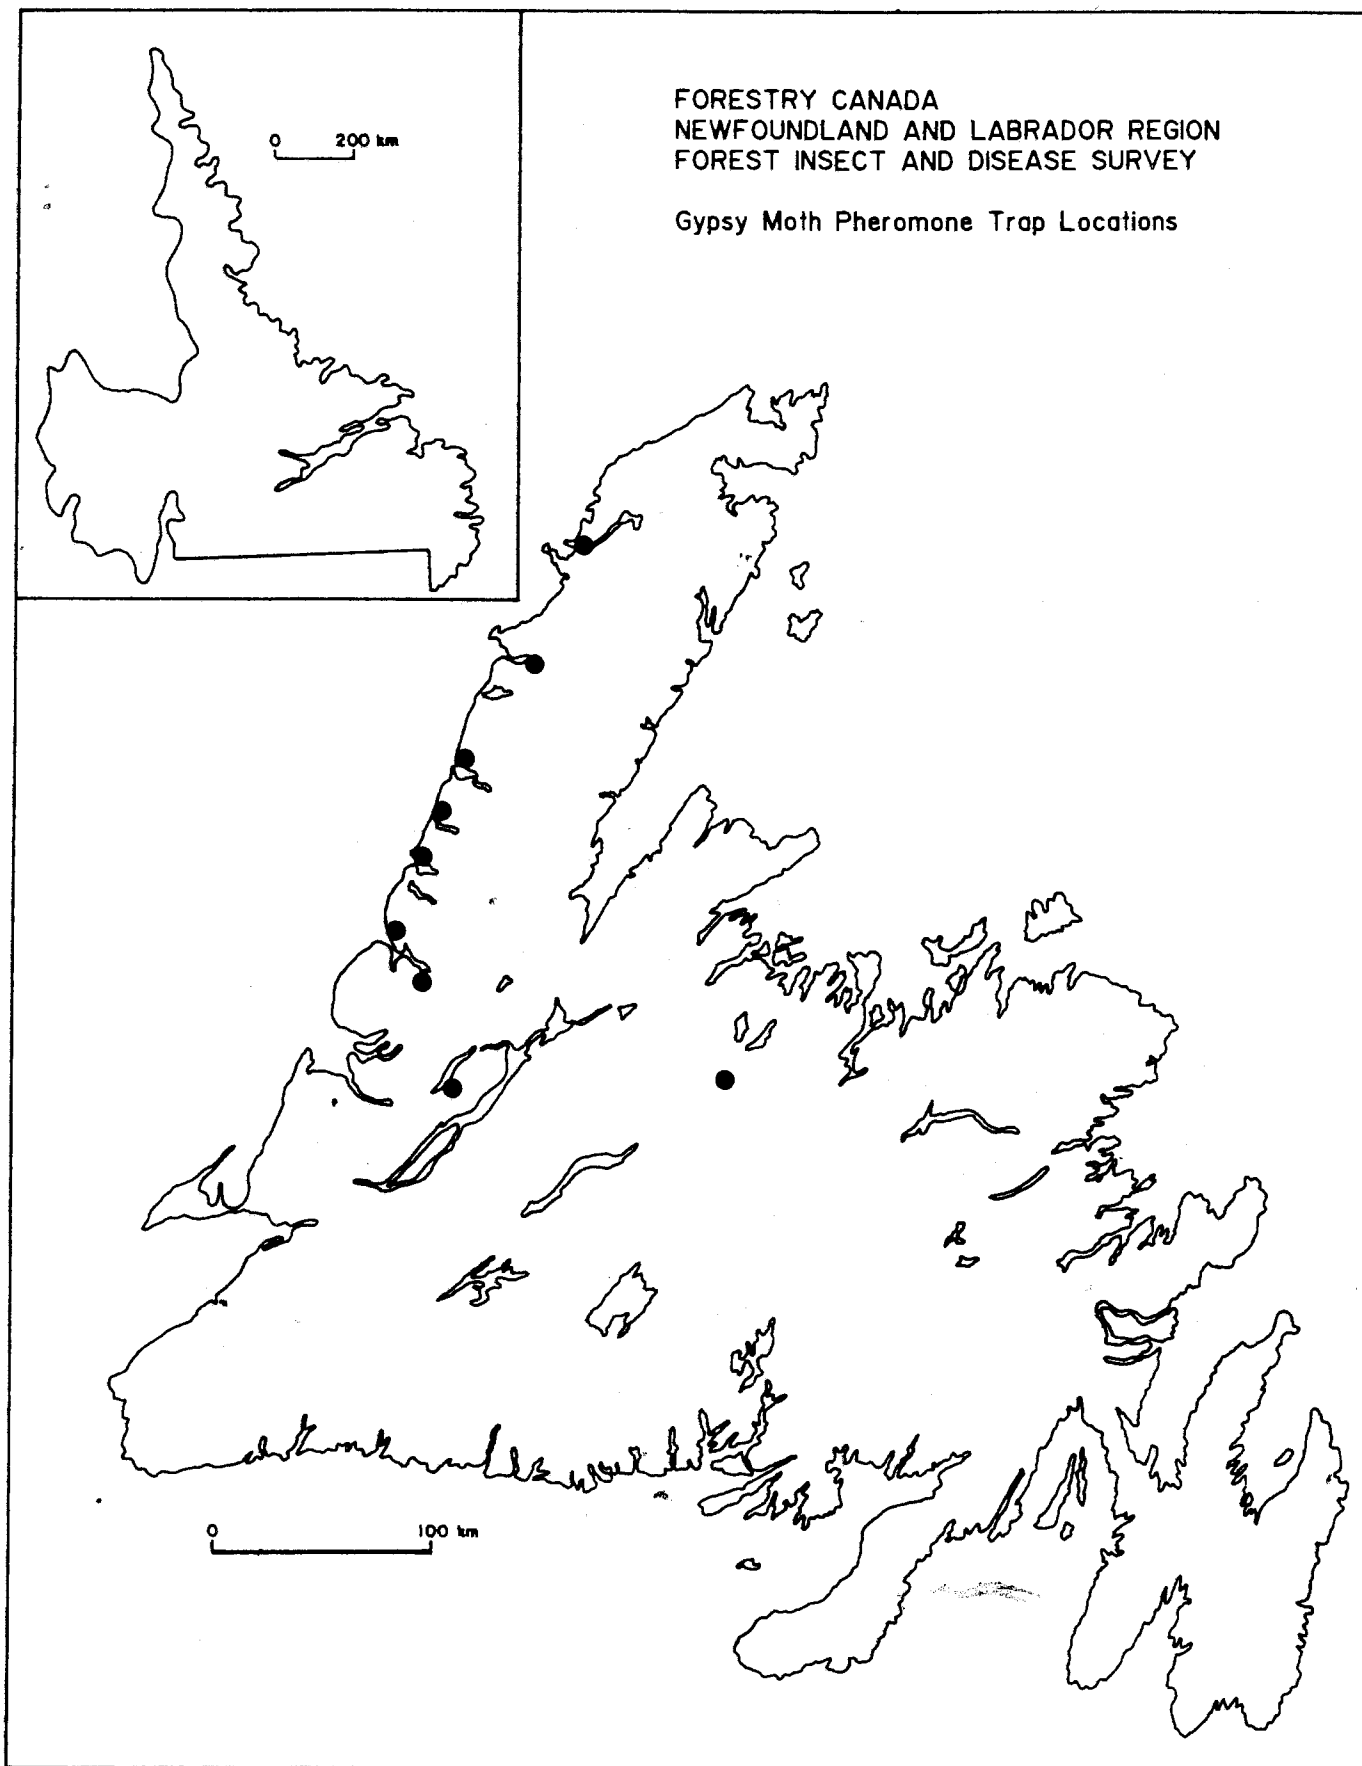 0 200 km
FORESTRY CANADA
NEWFOUNDLAND AND LABRADOR REGION
FOREST INSECT AND DISEASE SURVEY
Gypsy Moth Pheromone Trap Locations
0 100 km